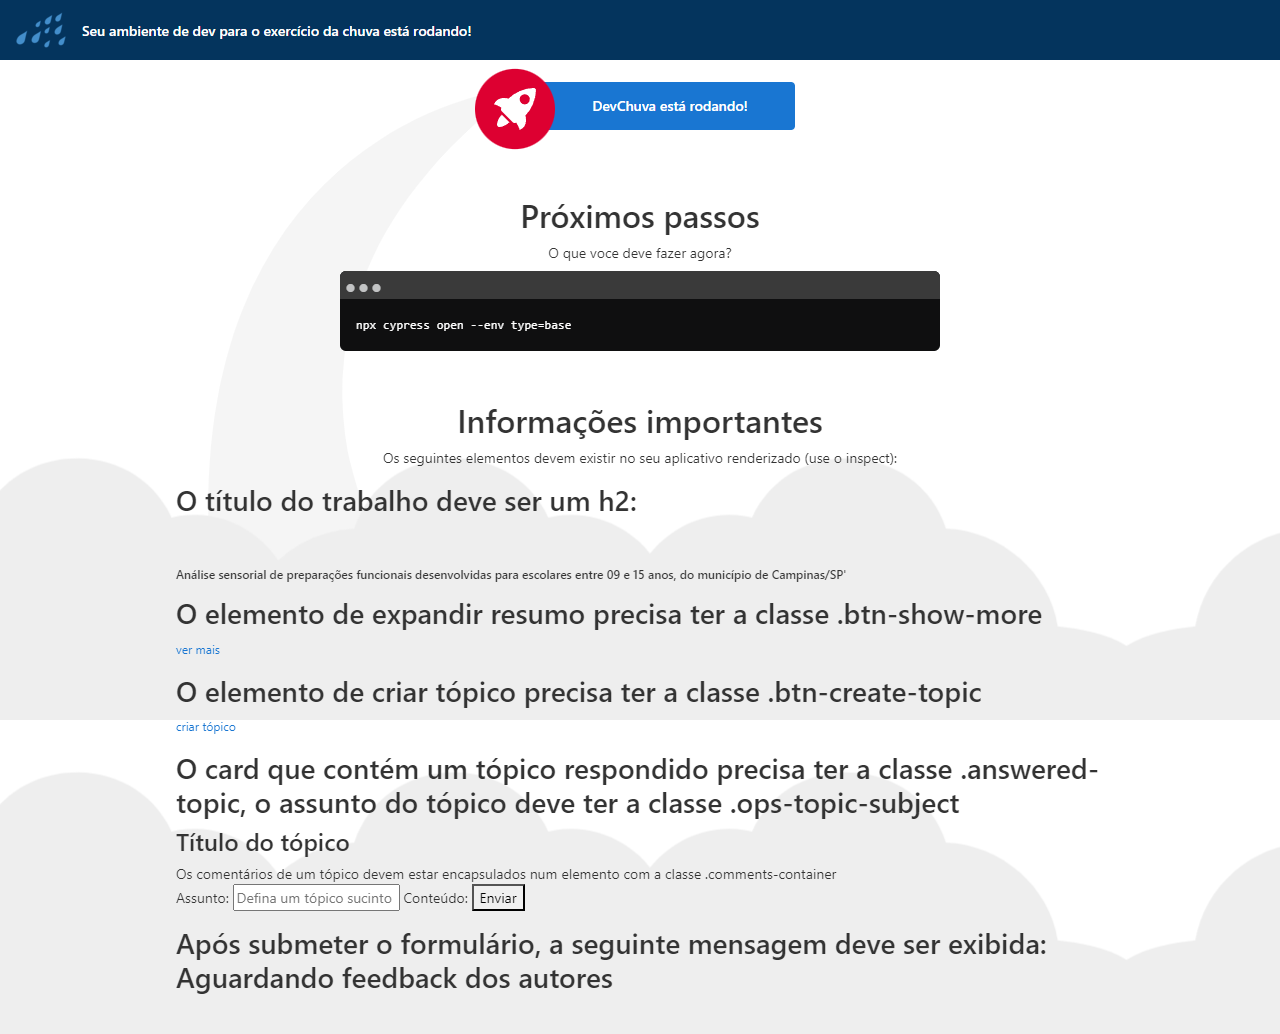 Seu ambiente de dev para o exercício da chuva está rodando!
DevChuva está rodando!
Próximos passos
O que voce deve fazer agora?
npx cypress open --env type=base
Informações importantes
Os seguintes elementos devem existir no seu aplicativo renderizado (use o inspect):
O título do trabalho deve ser um h2:
Análise sensorial de preparações funcionais desenvolvidas para escolares entre 09 e 15 anos, do município de Campinas/SP'
O elemento de expandir resumo precisa ter a classe .btn-show-more
ver mais
O elemento de criar tópico precisa ter a classe .btn-create-topic
criar tópico
O card que contém um tópico respondido precisa ter a classe .answered-
topic, o assunto do tópico deve ter a classe .ops-topic-subject
Título do tópico
Os comentários de um tópico devem estar encapsulados num elemento com a classe .comments-container
Assunto: Defina um tópico sucinto Conteúdo: Enviar
Após submeter o formulário, a seguinte mensagem deve ser exibida:
Aguardando feedback dos autores